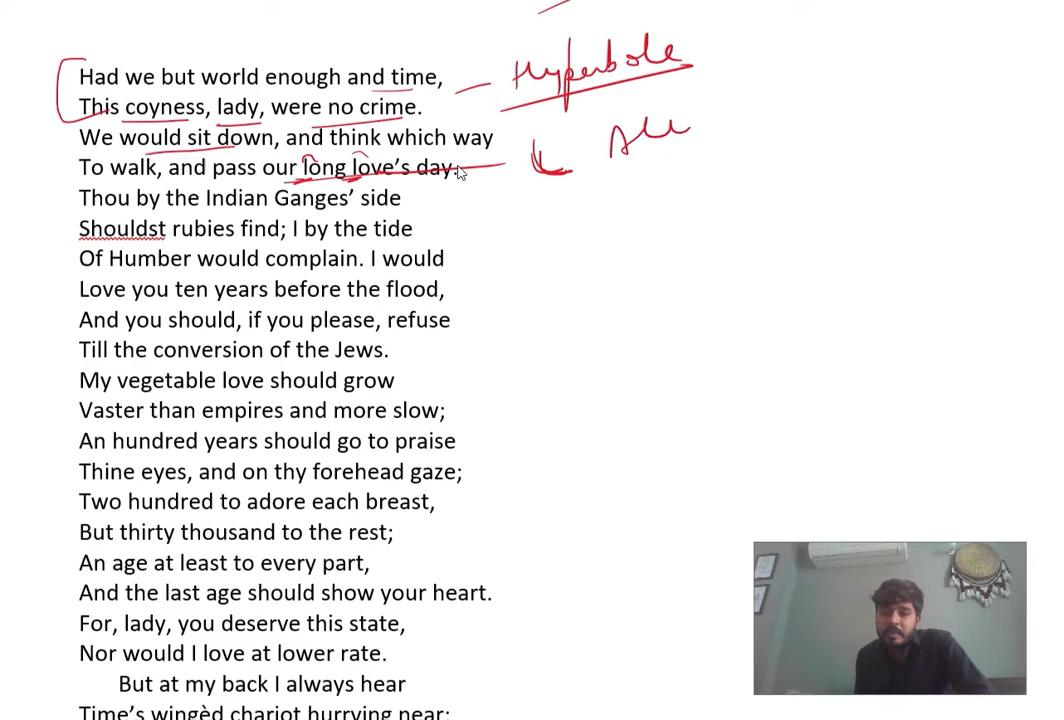 Hyperbole
Had we but world enough and time,
This coyness, lady, were no crime.
All
We would sit down, and think which way
To walk, and pass our long love’s day.
Thou by the Indian Ganges’ side
Shouldst rubies find; I by the tide
Of Humber would complain. I would
Love you ten years before the flood,
And you should, if you please, refuse
Till the conversion of the Jews.
My vegetable love should grow
Vaster than empires and more slow;
An hundred years should go to praise
Thine eyes, and on thy forehead gaze;
Two hundred to adore each breast,
But thirty thousand to the rest;
An age at least to every part,
And the last age should show your heart.
For, lady, you deserve this state,
Nor would I love at lower rate.
But at my back I always hear
Time’s wingèd chariot hurrying near;